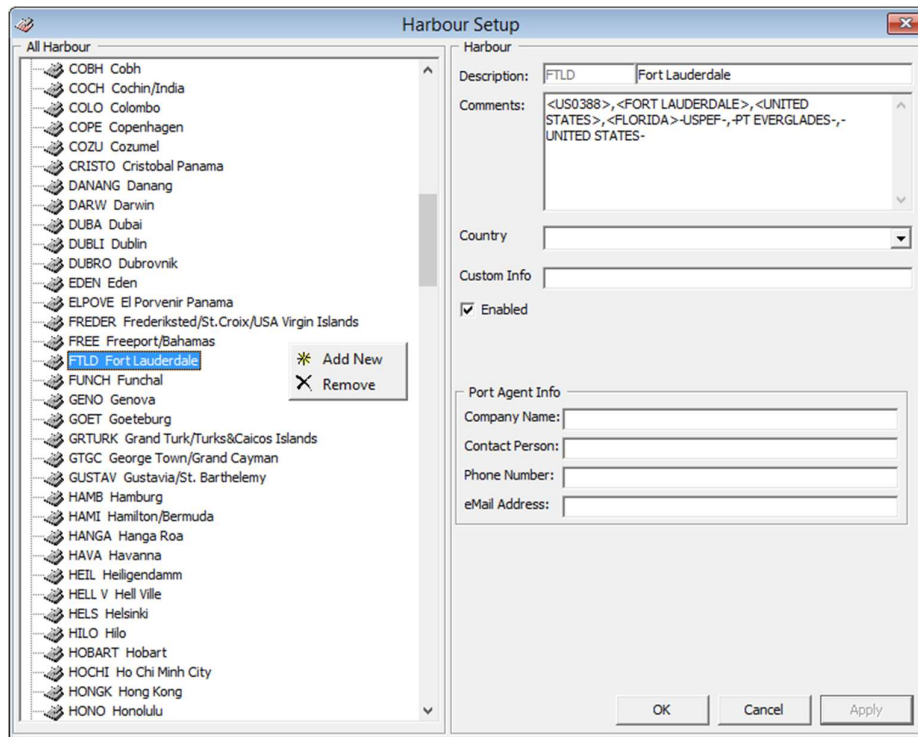 Harbour Setup
All Harbour
COBH Cobh
COCH Cochin/India
COLO Colombo
COPE Copenhagen
COZU Cozumel
CRISTO Cristobal Panama
DANANG Danang
DARW Darwin
DUBA Dubai
DUBLI Dublin
DUBRO Dubrovnik
EDEN Eden
ELPOVE El Porvenir Panama
FREDER Frederiksted/St.Croix/USA Virgin Islands
FREE Freeport/Bahamas
FTLD Fort Lauderdale
FUNCH Funchal
GENO Genova
GOET Goeteburg
GRTURK Grand Turk/Turks&Caicos Islands
GTGC George Town/Grand Cayman
GUSTAV Gustavia/St. Barthelemy
HAMB Hamburg
HAMI Hamilton/Bermuda
HANGA Hanga Roa
HAVA Havanna
HEIL Heiligendamm
HELL V Hell Ville
HELS Helsinki
HILO Hilo
HOBART Hobart
HOCHI Ho Chi Minh City
HONGK Hong Kong
HONO Honolulu
Add New
Remove
Harbour
Description: FTLD Fort Lauderdale
Comments: <US0388>,<FORT LAUDERDALE>,<UNITED
STATES>,<FLORIDA>-USPEF-,-PT EVERGLADES-,-
UNITED STATES-
Country
Custom Info
Enabled
Port Agent Info
Company Name:
Contact Person:
Phone Number:
eMail Address:
OK Cancel Apply